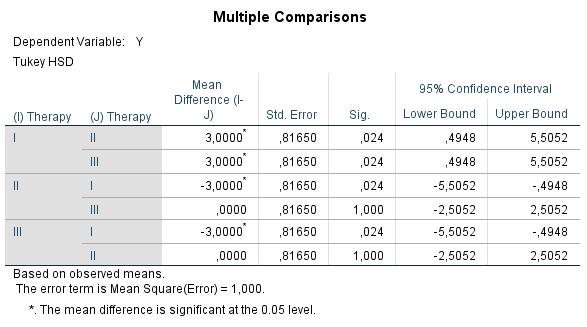 Multiple Comparisons
Dependent Variable: Y
Tukey HSD
(I) Therapy (J) Therapy Mean Difference (I-J) Std. Error Sig. 95% Confidence Interval
Lower Bound Upper Bound
I II 3,0000* ,81650 ,024 ,4948 5,5052
III 3,0000* ,81650 ,024 ,4948 5,5052
II I -3,0000* ,81650 ,024 -5,5052 -,4948
III ,0000 ,81650 1,000 -2,5052 2,5052
III I -3,0000* ,81650 ,024 -5,5052 -,4948
II ,0000 ,81650 1,000 -2,5052 2,5052
Based on observed means.
The error term is Mean Square(Error) = 1,000.
*. The mean difference is significant at the 0.05 level.